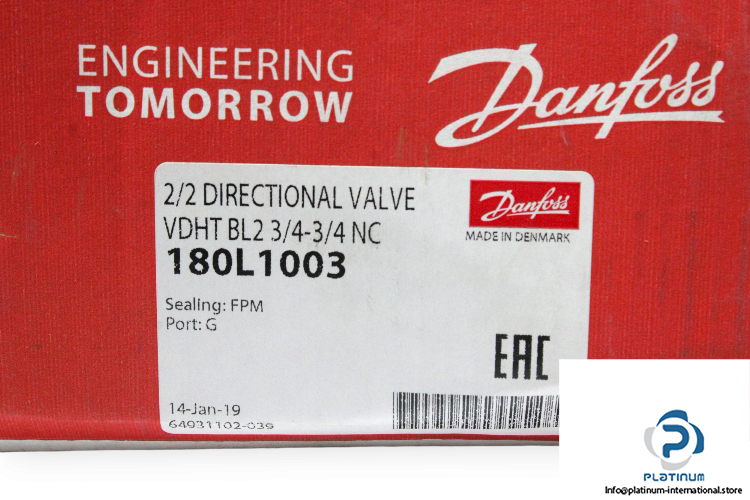 ENGINEERING
TOMORROW
Danfoss
2/2 DIRECTIONAL VALVE
VDHT BL2 3/4-3/4 NC
180L1003
Danfoss
MADE IN DENMARK
Sealing: FPM
Port: G
EAC
14-Jan-19
64931102-039
PLATINUM
Info@platinum-international.store